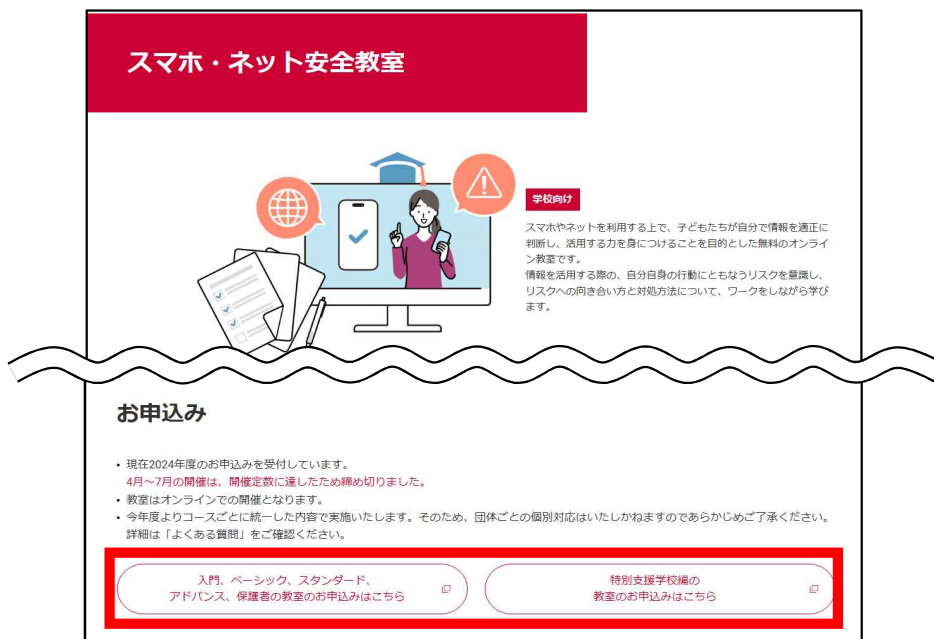 スマホ・ネット安全教室
学校向け
スマホやネットを利用する上で、子どもたちが自分で情報を適正に
判断し、活用する力を身につけることを目的とした無料のオンライ
ン教室です。
情報を活用する際の、自分自身の行動にともなうリスクを意識し、
リスクへの向き合い方と対処方法について、ワークをしながら学び
ます。
お申込み
・現在2024年度のお申込みを受付しています。
4月~7月の開催は、開催定数に達したため締め切りました。
・教室はオンラインでの開催となります。
・今年度よりコースごとに統一した内容で実施いたします。そのため、団体ごとの個別対応はいたしかねますのであらかじめご了承ください。
詳細は「よくある質問」をご確認ください。
入門、ベーシック、スタンダード、
アドバンス、保護者の教室のお申込みはこちら
特別支援学校編の
教室のお申込みはこちら